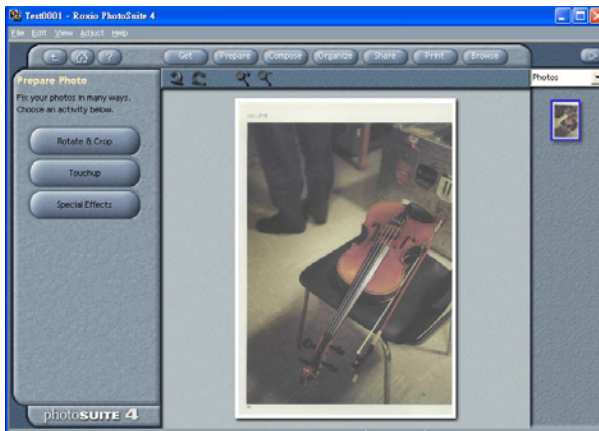 Test0001 - Roxio PhotoSuite 4
File Edit View Adjust Help
Get Prepare Compose Organize Share Print Browse
Prepare Photo
Fix your photos in many ways.
Choose an activity below.
Rotate & Crop
Touchup
Special Effects
Photos
photoSUITE 4